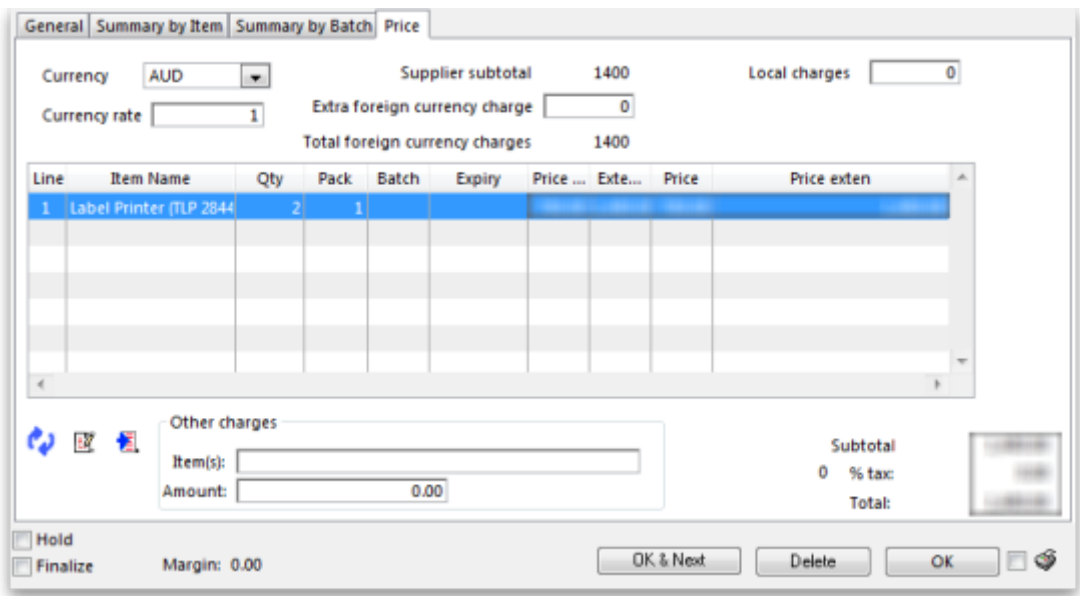 General Summary by Item Summary by Batch Price
Currency AUD Supplier subtotal 1400 Local charges 0
Currency rate 1 Extra foreign currency charge 0
Total foreign currency charges 1400
Line Item Name Qty Pack Batch Expiry Price ... Exte... Price Price exten
1 Label Printer (TLP 2844 2 1
Other charges
Item(s):
Amount: 0.00
Subtotal
0 % tax:
Total:
Hold
Finalize Margin: 0.00 OK & Next Delete OK